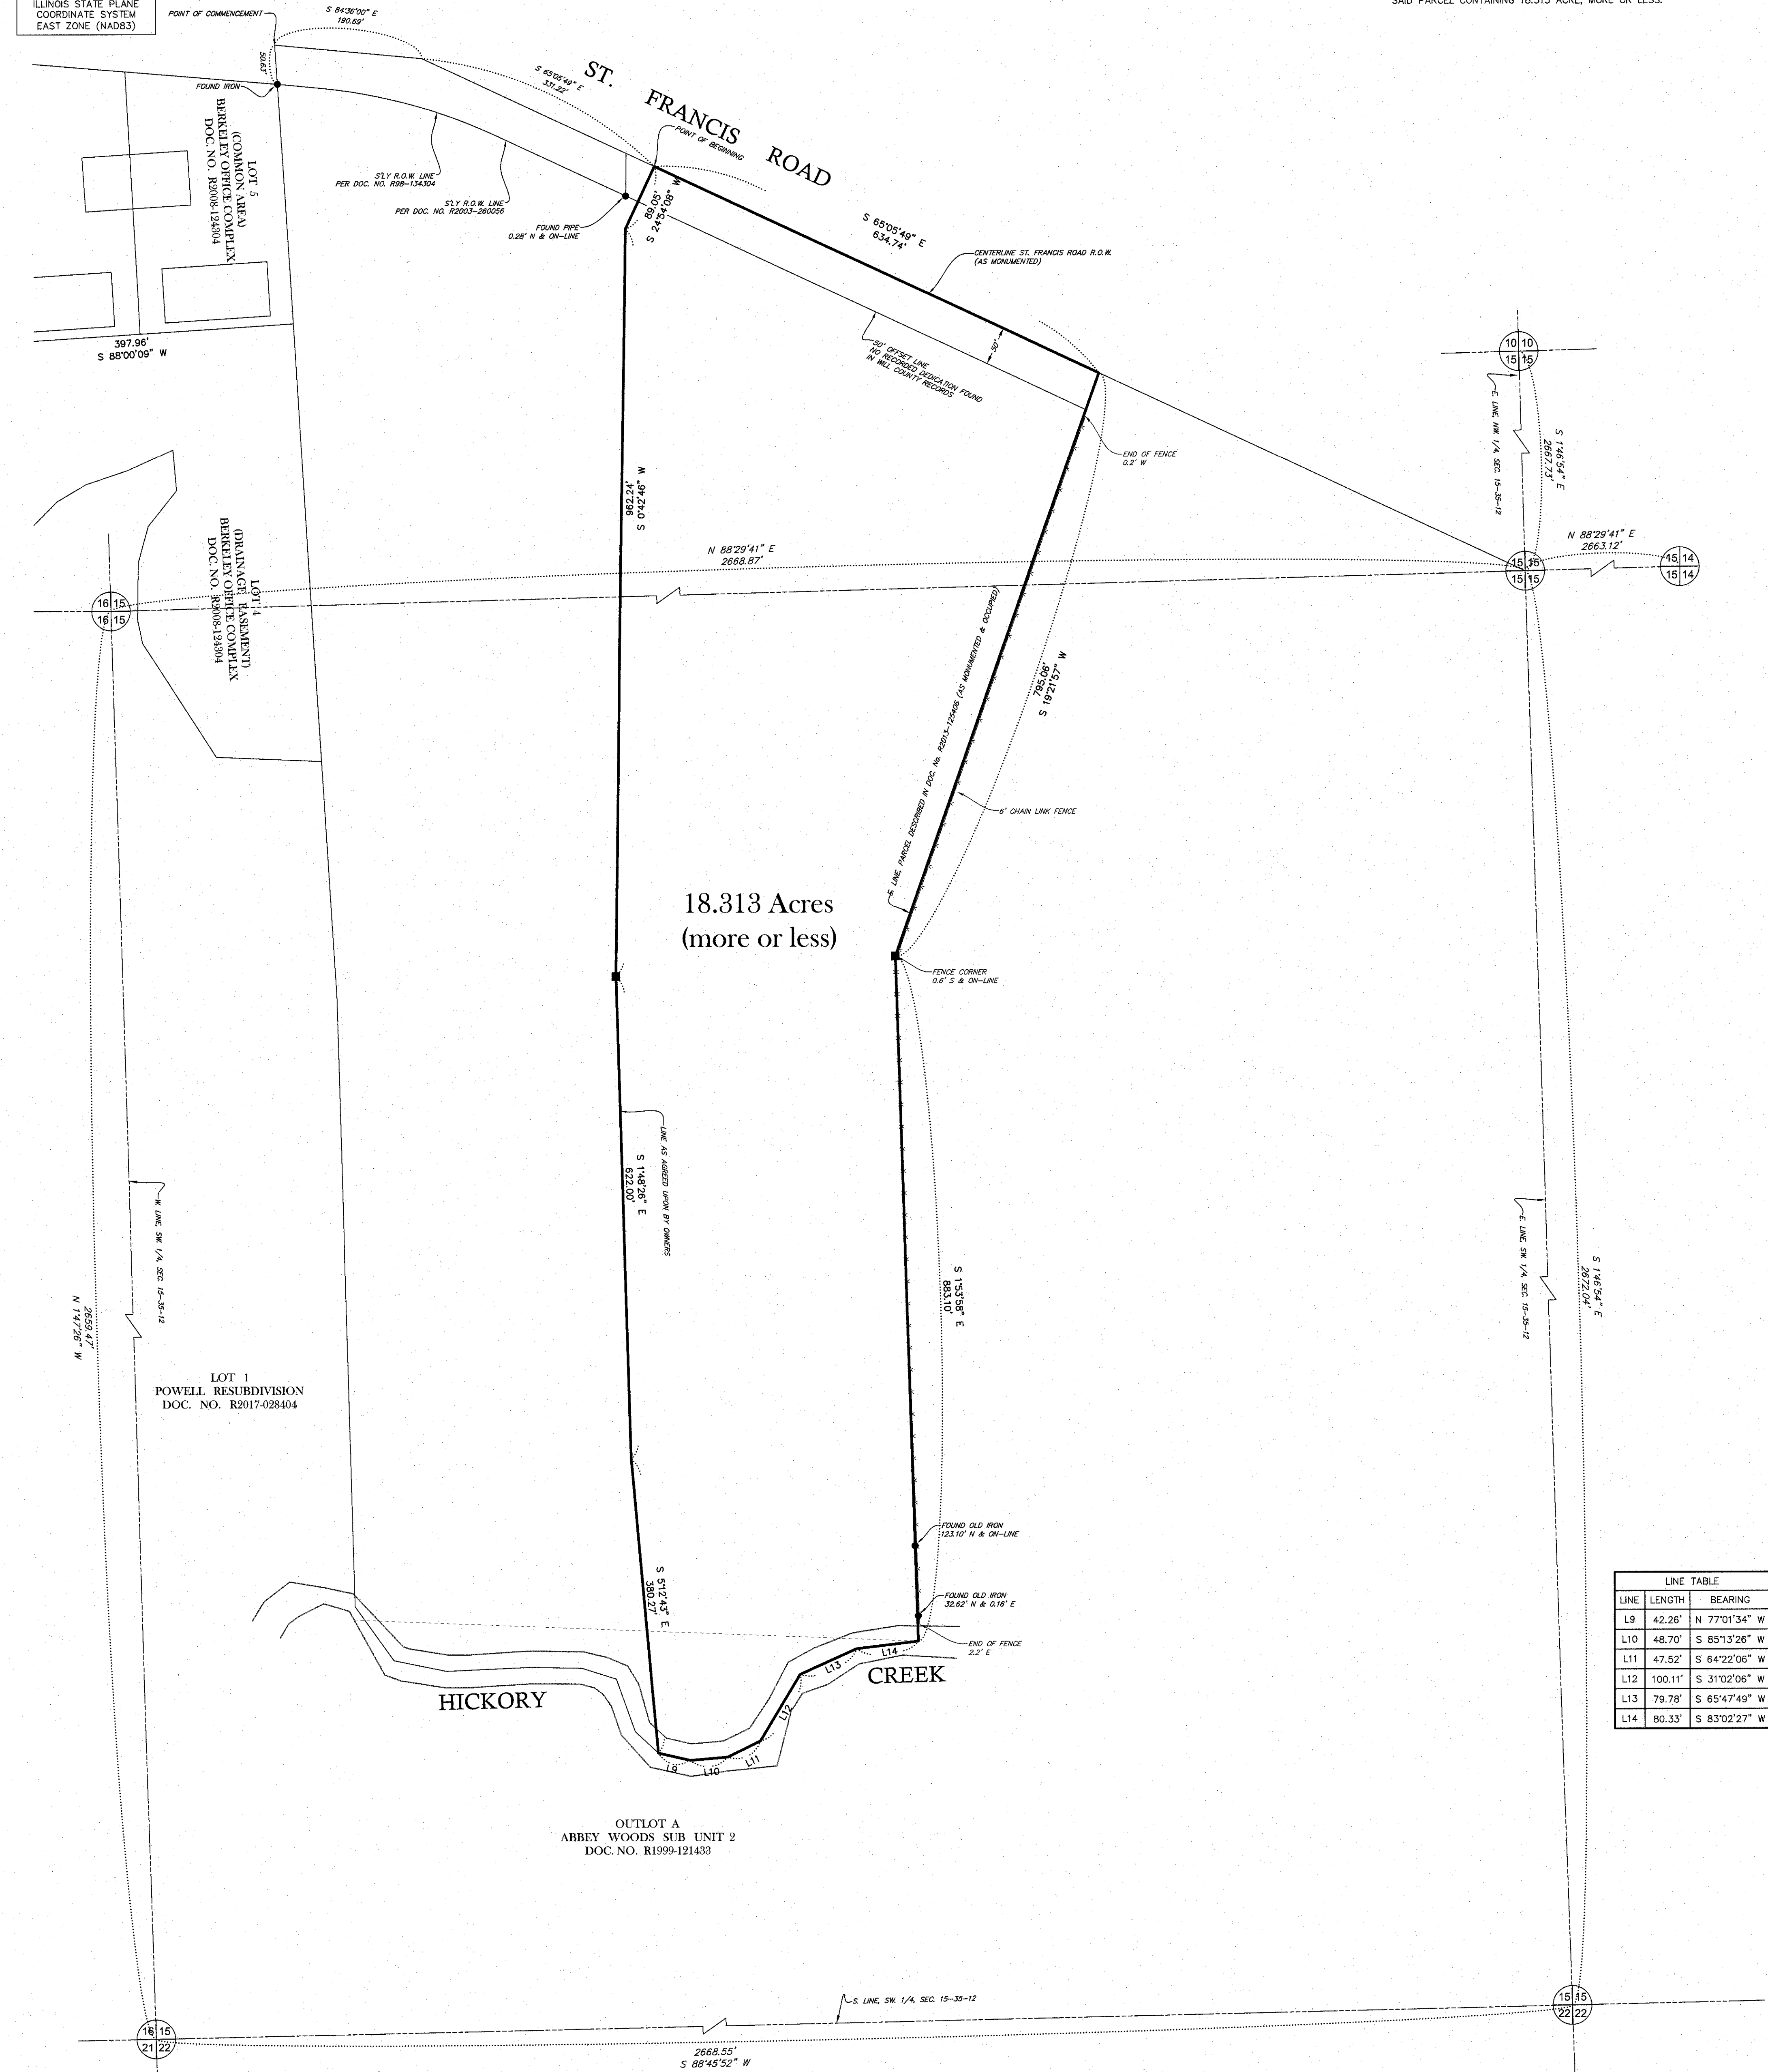 ILLINOIS STATE PLANE
COORDINATE SYSTEM
EAST ZONE (NAD83)
SAID PARCEL CONTAINING 18.313 ACRE, MORE OR LESS.
POINT OF COMMENCEMENT
S 84°36'00" E
190.69'
50.63'
FOUND IRON
S 65°05'49" E
331.22'
ST. FRANCIS ROAD
POINT OF BEGINNING
LOT 5
(COMMON AREA)
BERKELEY OFFICE COMPLEX
DOC. NO. R2008-124304
S'LY R.O.W. LINE
PER DOC. NO. R98-134304
S'LY R.O.W. LINE
PER DOC. NO. R2003-260056
FOUND PIPE
0.28' N & ON-LINE
89.05'
S 24°54'08" W
S 65°05'49" E
634.74'
CENTERLINE ST. FRANCIS ROAD R.O.W.
(AS MONUMENTED)
50' OFFSET LINE
NO RECORDED DEDICATION FOUND
IN WILL COUNTY RECORDS
50'
397.96'
S 88°00'09" W
10 10
15 15
E. LINE, NW. 1/4, SEC. 15-35-12
S 1°46'54" E
2667.73'
END OF FENCE
0.2' W
962.24'
S 0°42'46" W
N 88°29'41" E
2668.87'
N 88°29'41" E
2663.12'
15 14
15 14
15 15
15 15
16 15
16 15
LOT 4
(DRAINAGE EASEMENT)
BERKELEY OFFICE COMPLEX
DOC. NO. R2008-124304
E. LINE, PARCEL DESCRIBED IN DOC. No. R2013-125406 (AS MONUMENTED & OCCUPIED)
795.06'
S 19°21'57" W
6' CHAIN LINK FENCE
18.313 Acres
(more or less)
FENCE CORNER
0.6' S & ON-LINE
LINE AS AGREED UPON BY OWNERS
S 1°48'26" E
622.00'
W. LINE, SW. 1/4, SEC. 15-35-12
2659.47'
N 1°47'26" W
E. LINE, SW. 1/4, SEC. 15-35-12
S 1°46'54" E
2672.04'
S 1°53'58" E
883.10'
LOT 1
POWELL RESUBDIVISION
DOC. NO. R2017-028404
FOUND OLD IRON
123.10' N & ON-LINE
S 5°12'43" E
380.27'
FOUND OLD IRON
32.62' N & 0.16' E
END OF FENCE
2.2' E
HICKORY CREEK
L14
L13
L12
L11
L10
L9
LINE TABLE
LINE LENGTH BEARING
L9 42.26' N 77°01'34" W
L10 48.70' S 85°13'26" W
L11 47.52' S 64°22'06" W
L12 100.11' S 31°02'06" W
L13 79.78' S 65°47'49" W
L14 80.33' S 83°02'27" W
OUTLOT A
ABBEY WOODS SUB UNIT 2
DOC. NO. R1999-121433
S. LINE, SW. 1/4, SEC. 15-35-12
16 15
21 22
15 15
22 22
2668.55'
S 88°45'52" W